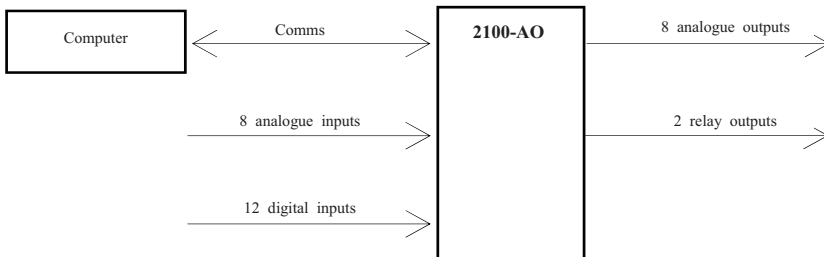 Computer
Comms
2100-AO
8 analogue outputs
8 analogue inputs
2 relay outputs
12 digital inputs